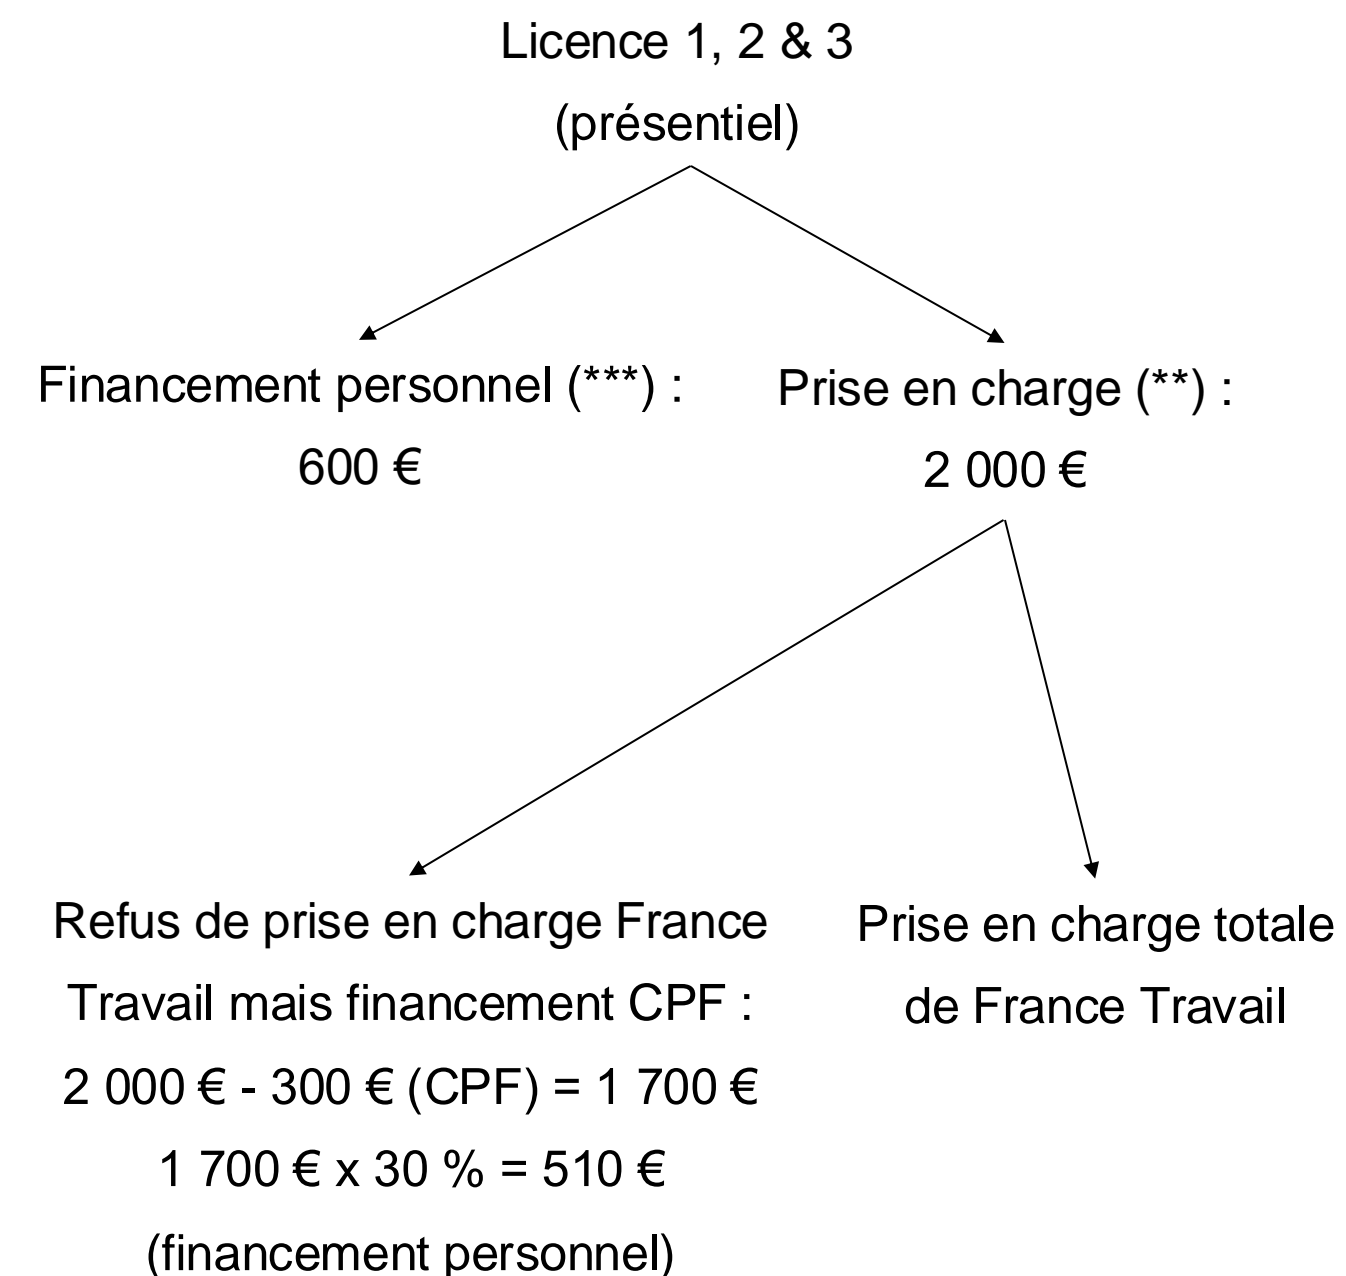 Licence 1, 2 & 3
(présentiel)
Financement personnel (***) :
600 €
Prise en charge (**) :
2 000 €
Refus de prise en charge France
Travail mais financement CPF :
2 000 € - 300 € (CPF) = 1 700 €
1 700 € x 30 % = 510 €
(financement personnel)
Prise en charge totale
de France Travail